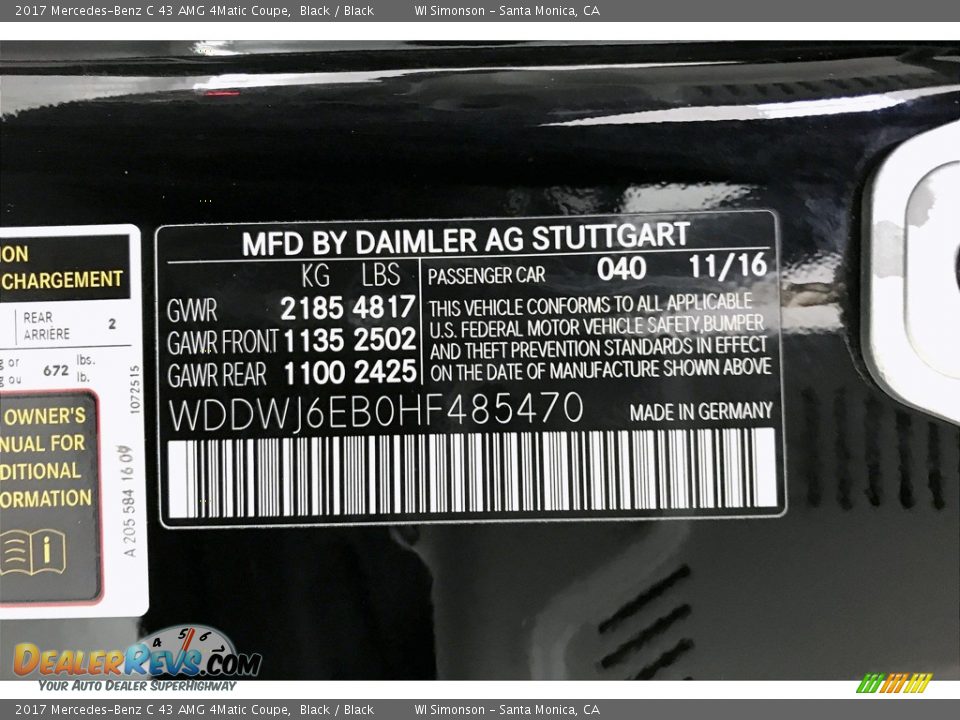 2017 Mercedes-Benz C 43 AMG 4Matic Coupe, Black / Black WI Simonson - Santa Monica, CA
ION
CHARGEMENT
REAR
ARRIÈRE 2
g or
g ou 672 lbs.
lb.
1072515
OWNER'S
NUAL FOR
DITIONAL
ORMATION
A 205 584 16 09
MFD BY DAIMLER AG STUTTGART
KG LBS
GVWR 2185 4817
GAWR FRONT 1135 2502
GAWR REAR 1100 2425
PASSENGER CAR 040 11/16
THIS VEHICLE CONFORMS TO ALL APPLICABLE
U.S. FEDERAL MOTOR VEHICLE SAFETY,BUMPER
AND THEFT PREVENTION STANDARDS IN EFFECT
ON THE DATE OF MANUFACTURE SHOWN ABOVE
WDDWJ6EB0HF485470 MADE IN GERMANY
4 5 6
DEALERREVS.COM
YOUR AUTO DEALER SUPERHIGHWAY
2017 Mercedes-Benz C 43 AMG 4Matic Coupe, Black / Black WI Simonson - Santa Monica, CA